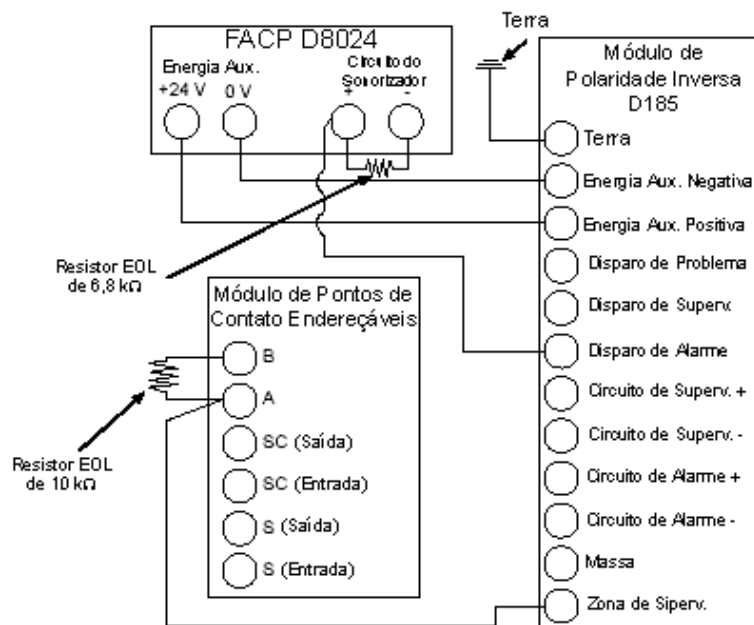 Terra
FACP D8024
Energia Aux.
+24 V 0 V
Circuito do
Sonorizador
+ -
Módulo de
Polaridade Inversa
D185
Terra
Energia Aux. Negativa
Energia Aux. Positiva
Disparo de Problema
Disparo de Superv.
Disparo de Alarme
Circuito de Superv. +
Circuito de Superv. -
Circuito de Alarme +
Circuito de Alarme -
Massa
Zona de Siperv.
Resistor EOL
de 6,8 kΩ
Módulo de Pontos de
Contato Endereçáveis
B
A
SC (Saída)
SC (Entrada)
S (Saída)
S (Entrada)
Resistor EOL
de 10 kΩ